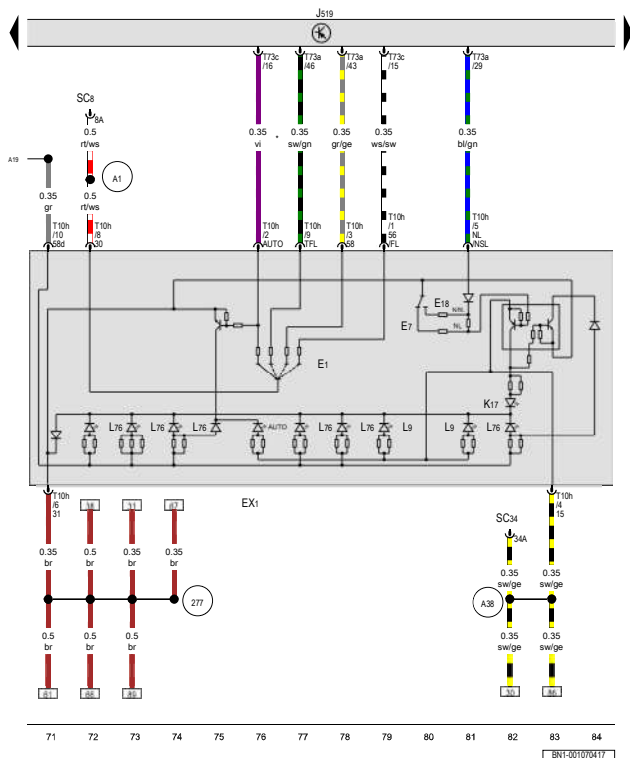 J519
T73c
/16
T73a
/46
T73a
/43
T73c
/15
T73a
/29
SC8
8A
0.5
rt/ws
0.35
vi
*
0.35
sw/gn
0.35
gr/ge
0.35
ws/sw
0.35
bl/gn
A19
A1
0.35
gr
0.5
rt/ws
T10h
/10
58d
T10h
/8
30
T10h
/2
AUTO
T10h
/9
TFL
T10h
/3
58
T10h
/1
56
/FL
T10h
/5
NL
/NSL
E18
N/NL
E7
NL
E1
K17
L76
L76
L76
AUTO
L76
L76
L9
L9
L76
T10h
/6
31
EX1
T10h
/4
15
SC34
34A
0.35
br
0.5
br
0.35
br
0.35
br
0.35
sw/ge
0.35
sw/ge
277
A38
0.5
br
0.5
br
0.5
br
0.35
sw/ge
0.35
sw/ge
71 72 73 74 75 76 77 78 79 80 81 82 83 84
BN1-001070417